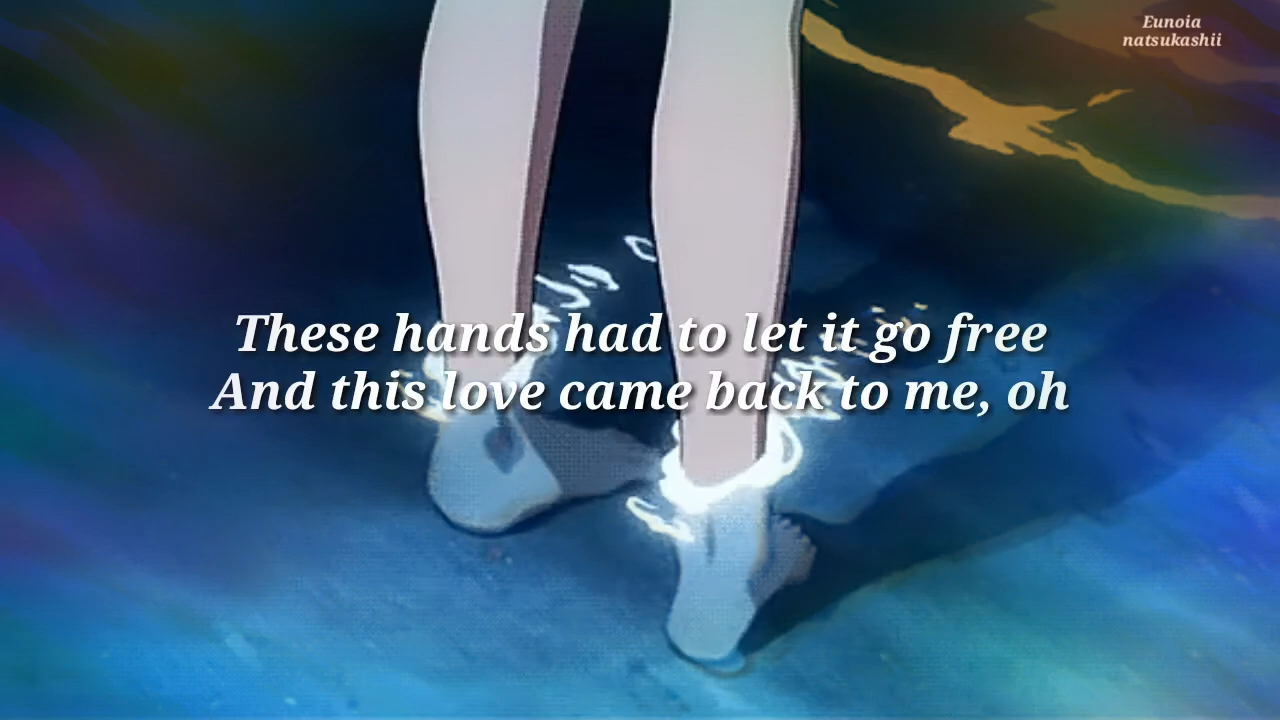 Eunoia
natsukashii
These hands had to let it go free
And this love came back to me, oh